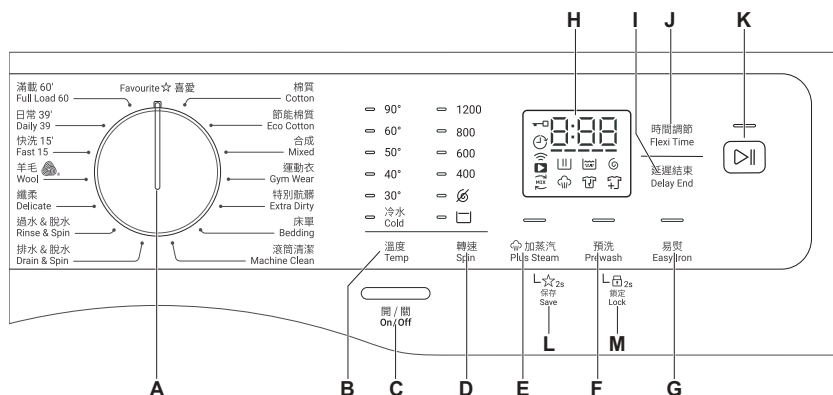 H
I
J
K
Favourite ☆ 喜愛
滿載 60'
Full Load 60
日常 39'
Daily 39
快洗 15'
Fast 15
羊毛
Wool
纖柔
Delicate
過水 & 脫水
Rinse & Spin
排水 & 脫水
Drain & Spin
棉質
Cotton
節能棉質
Eco Cotton
合成
Mixed
運動衣
Gym Wear
特別骯髒
Extra Dirty
床單
Bedding
滾筒清潔
Machine Clean
90°
60°
50°
40°
30°
冷水
Cold
溫度
Temp
1200
800
600
400
轉速
Spin
8:88
MIX
時間調節
Flexi Time
延遲結束
Delay End
加蒸汽
Plus Steam
預洗
Prewash
易熨
Easy Iron
☆2s
保存
Save
2s
鎖定
Lock
開 / 關
On/Off
A
B
C
D
E
F
G
L
M